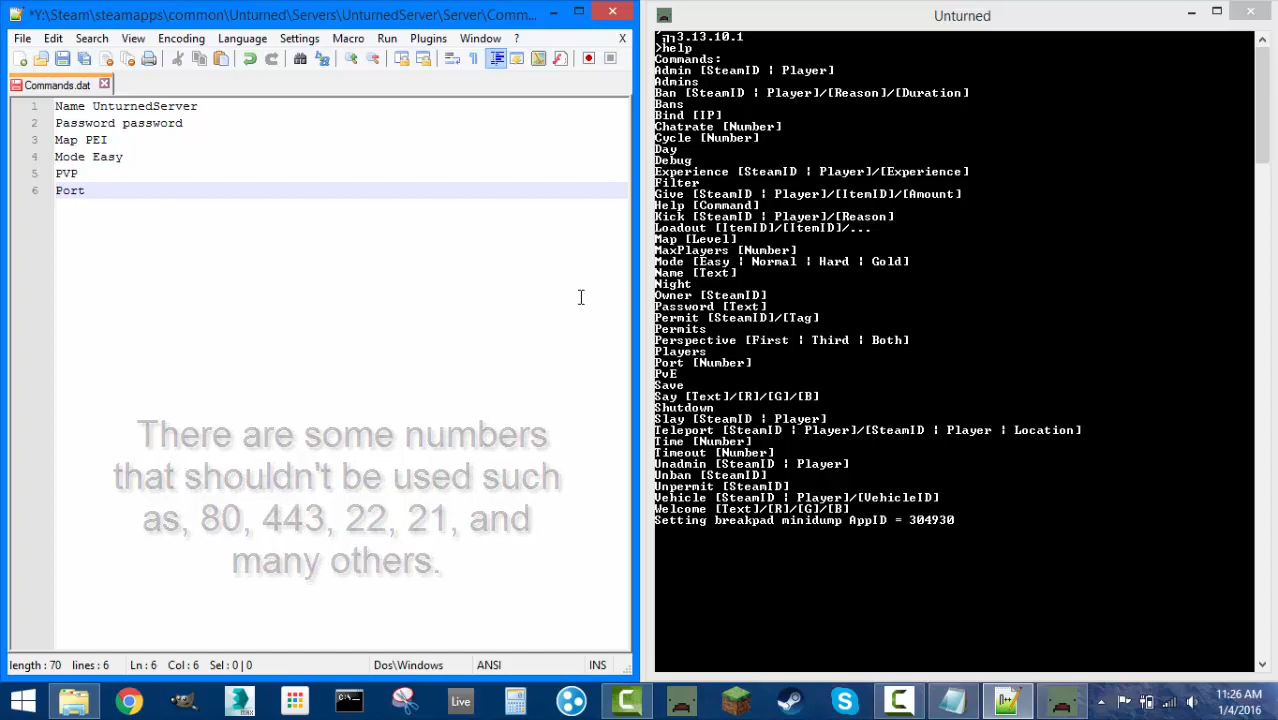 *Y:\Steam\steamapps\common\Unturned\Servers\UnturnedServer\Server\Comm...
File Edit Search View Encoding Language Settings Macro Run Plugins Window ? X
Commands.dat
1 Name UnturnedServer
2 Password password
3 Map PEI
4 Mode Easy
5 PVP
6 Port
There are some numbers
that shouldn't be used such
as, 80, 443, 22, 21, and
many others.
length : 70 lines : 6 Ln : 6 Col : 6 Sel : 0 | 0 Dos\Windows ANSI INS
Unturned
3.13.10.1
>help
Commands:
Admin [SteamID ¦ Player]
Admins
Ban [SteamID ¦ Player]/[Reason]/[Duration]
Bans
Bind [IP]
Chatrate [Number]
Cycle [Number]
Day
Debug
Experience [SteamID ¦ Player]/[Experience]
Filter
Give [SteamID ¦ Player]/[ItemID]/[Amount]
Help [Command]
Kick [SteamID ¦ Player]/[Reason]
Loadout [ItemID]/[ItemID]/...
Map [Level]
MaxPlayers [Number]
Mode [Easy ¦ Normal ¦ Hard ¦ Gold]
Name [Text]
Night
Owner [SteamID]
Password [Text]
Permit [SteamID]/[Tag]
Permits
Perspective [First ¦ Third ¦ Both]
Players
Port [Number]
PvE
Save
Say [Text]/[R]/[G]/[B]
Shutdown
Slay [SteamID ¦ Player]
Teleport [SteamID ¦ Player]/[SteamID ¦ Player ¦ Location]
Time [Number]
Timeout [Number]
Unadmin [SteamID ¦ Player]
Unban [SteamID]
Unpermit [SteamID]
Vehicle [SteamID ¦ Player]/[VehicleID]
Welcome [Text]/[R]/[G]/[B]
Setting breakpad minidump AppID = 304930
Live
11:26 AM
1/4/2016